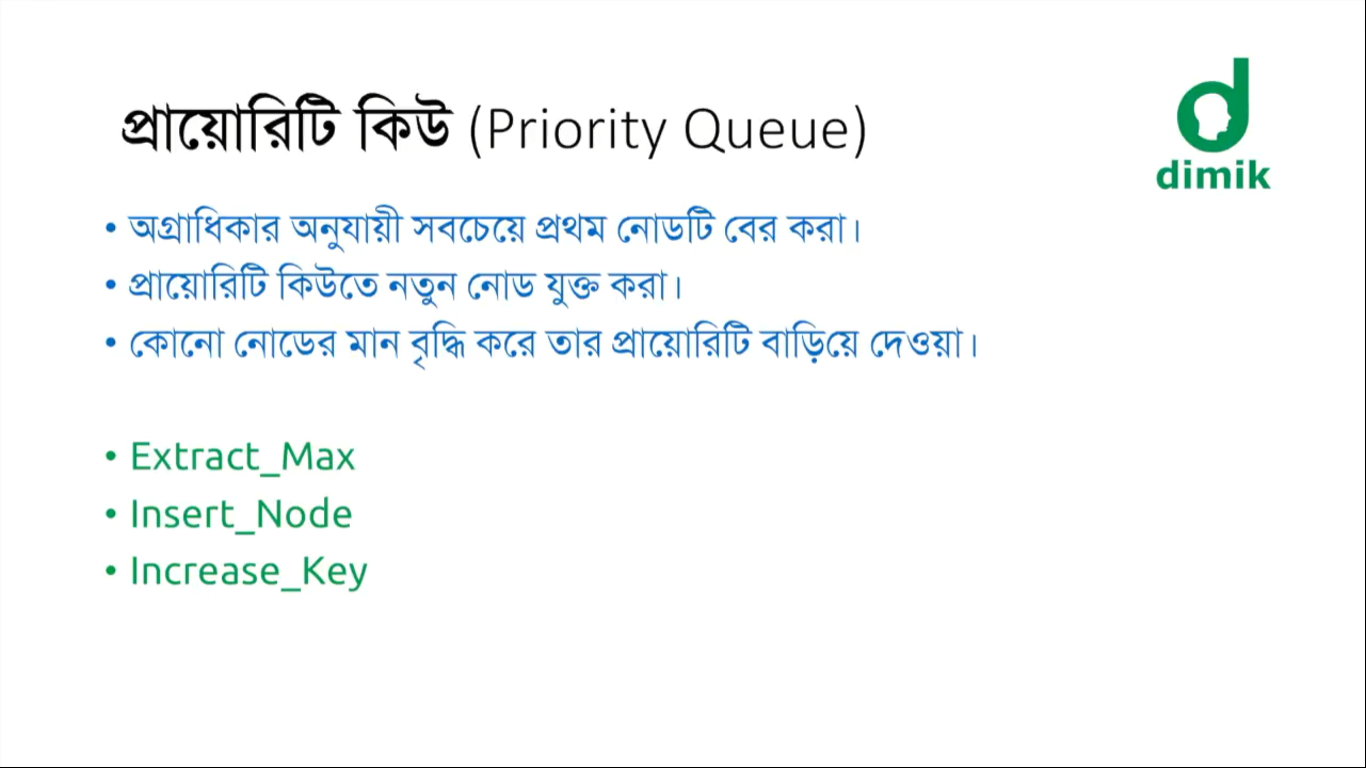 প্রায়োরিটি কিউ (Priority Queue)
dimik
• অগ্রাধিকার অনুযায়ী সবচেয়ে প্রথম নোডটি বের করা।
• প্রায়োরিটি কিউতে নতুন নোড যুক্ত করা।
• কোনো নোডের মান বৃদ্ধি করে তার প্রায়োরিটি বাড়িয়ে দেওয়া।
• Extract_Max
• Insert_Node
• Increase_Key